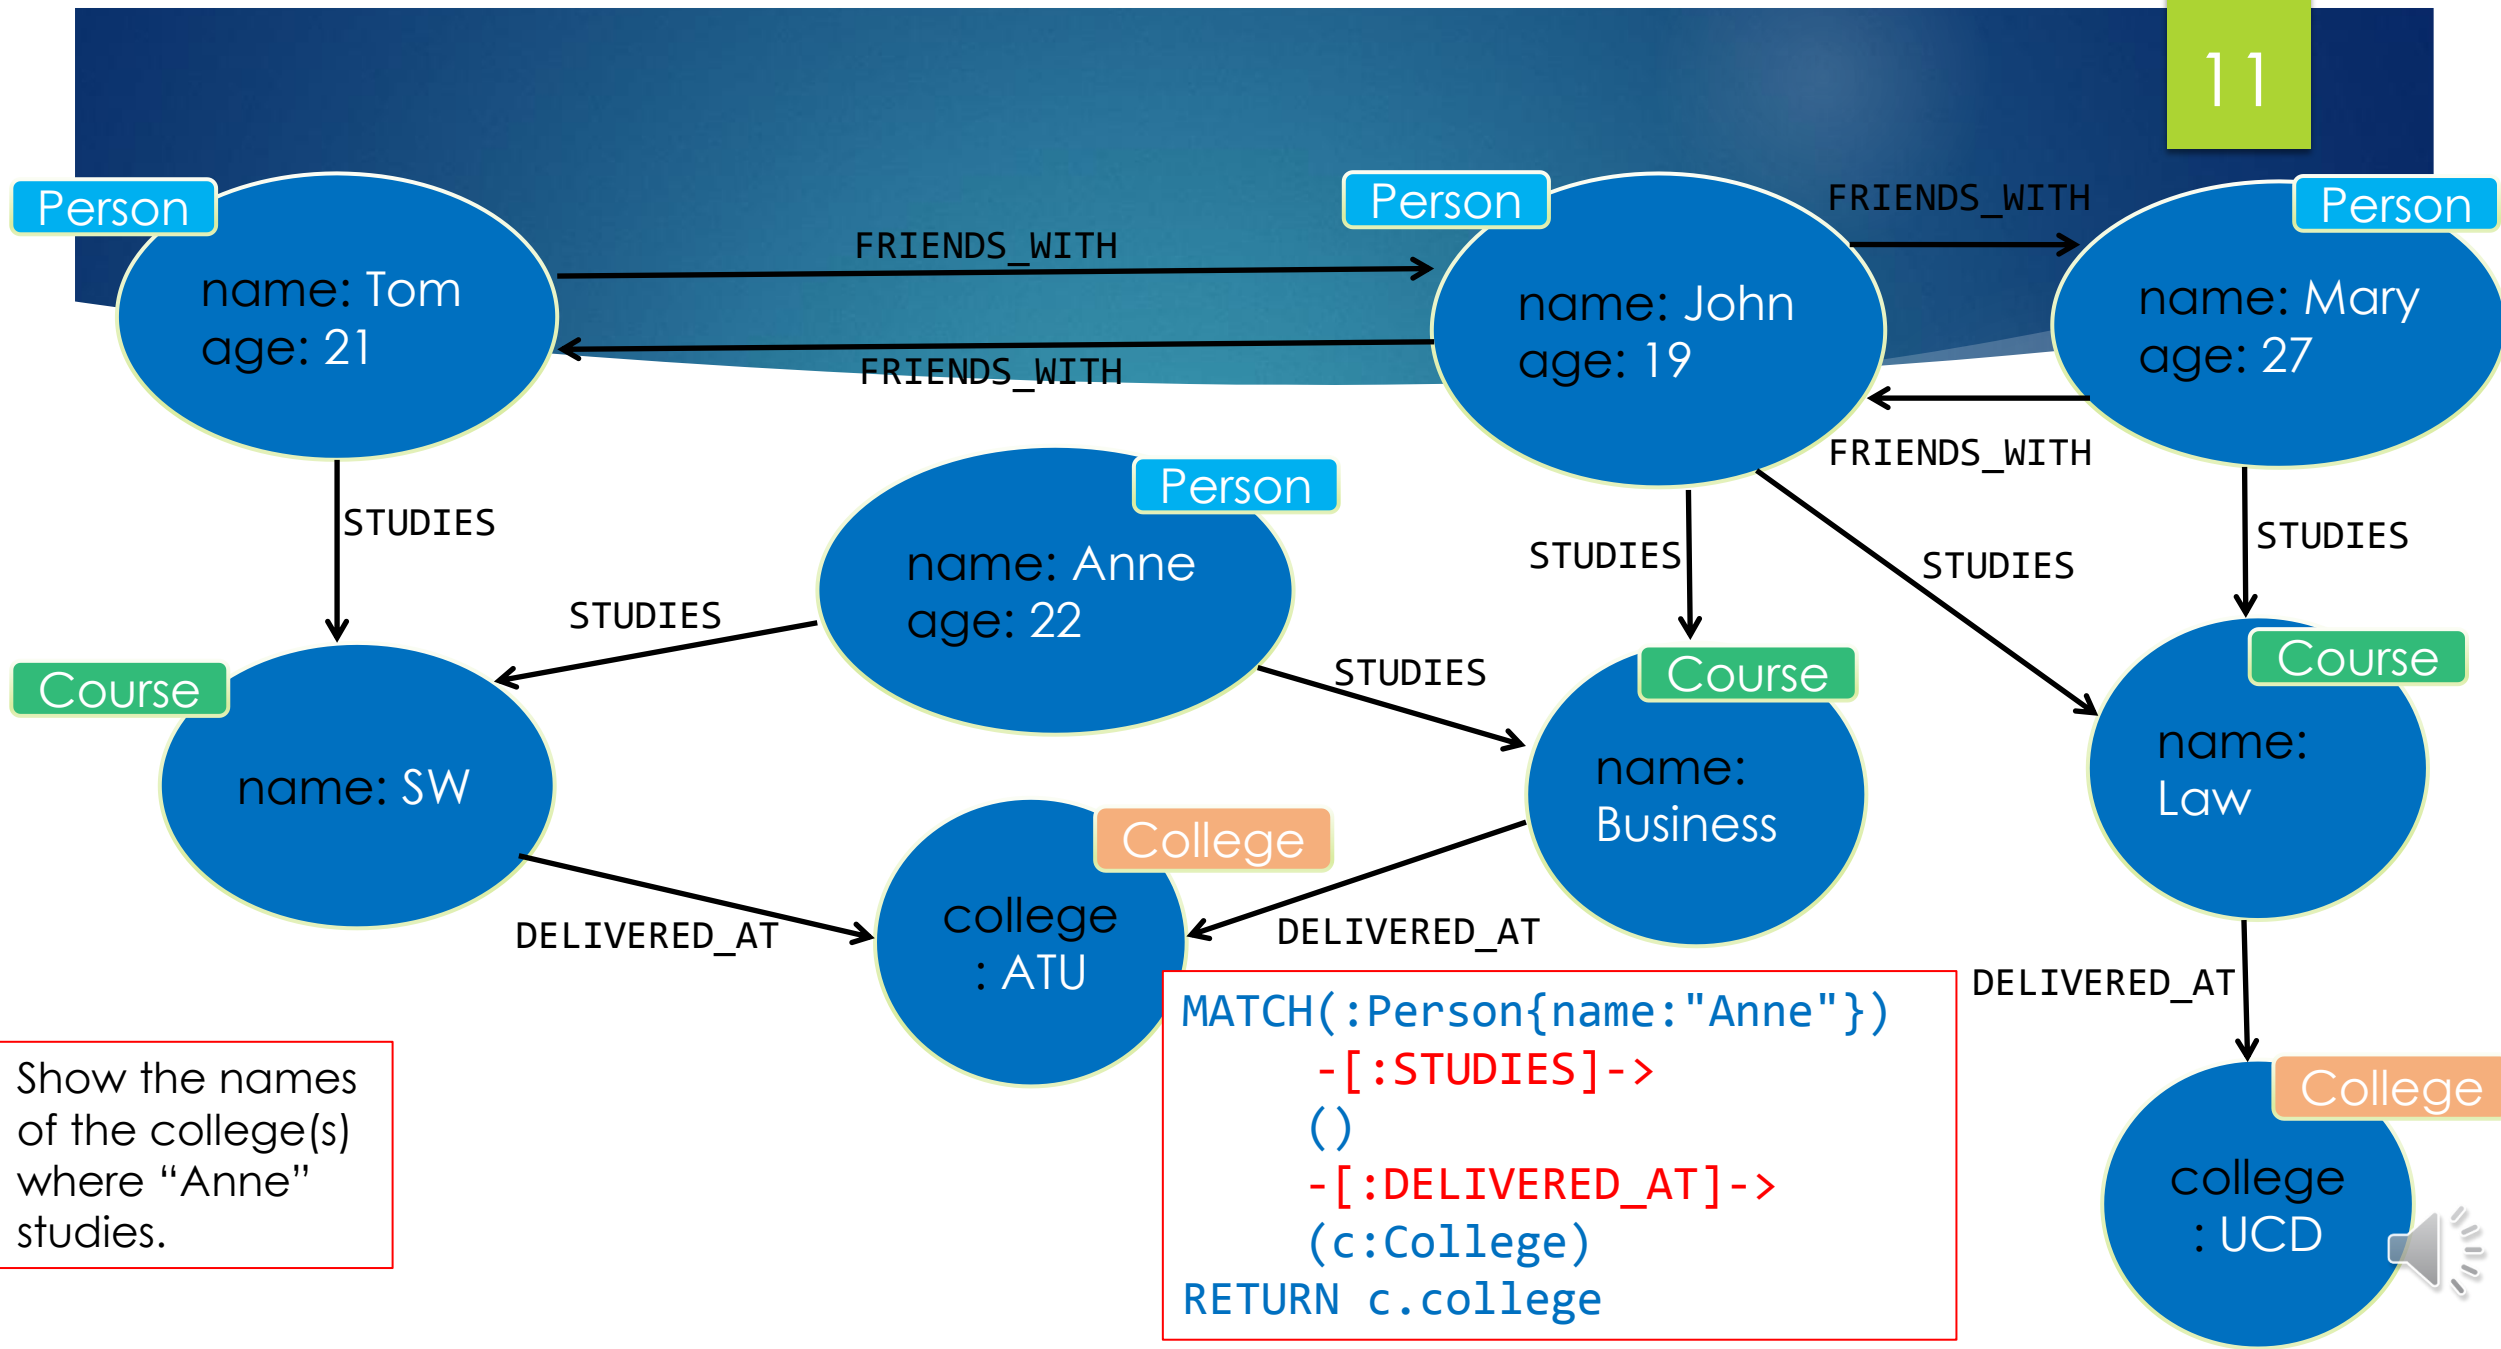 11
Person
name: Tom
age: 21
FRIENDS_WITH
FRIENDS_WITH
Person
name: John
age: 19
FRIENDS_WITH
FRIENDS_WITH
Person
name: Mary
age: 27
STUDIES
Person
name: Anne
age: 22
STUDIES
STUDIES
STUDIES
STUDIES
STUDIES
Course
name: SW
Course
name:
Business
Course
name:
Law
DELIVERED_AT
College
college
: ATU
DELIVERED_AT
DELIVERED_AT
College
college
: UCD
Show the names
of the college(s)
where “Anne”
studies.
MATCH(:Person{name:"Anne"})
-[:STUDIES]->
()
-[:DELIVERED_AT]->
(c:College)
RETURN c.college